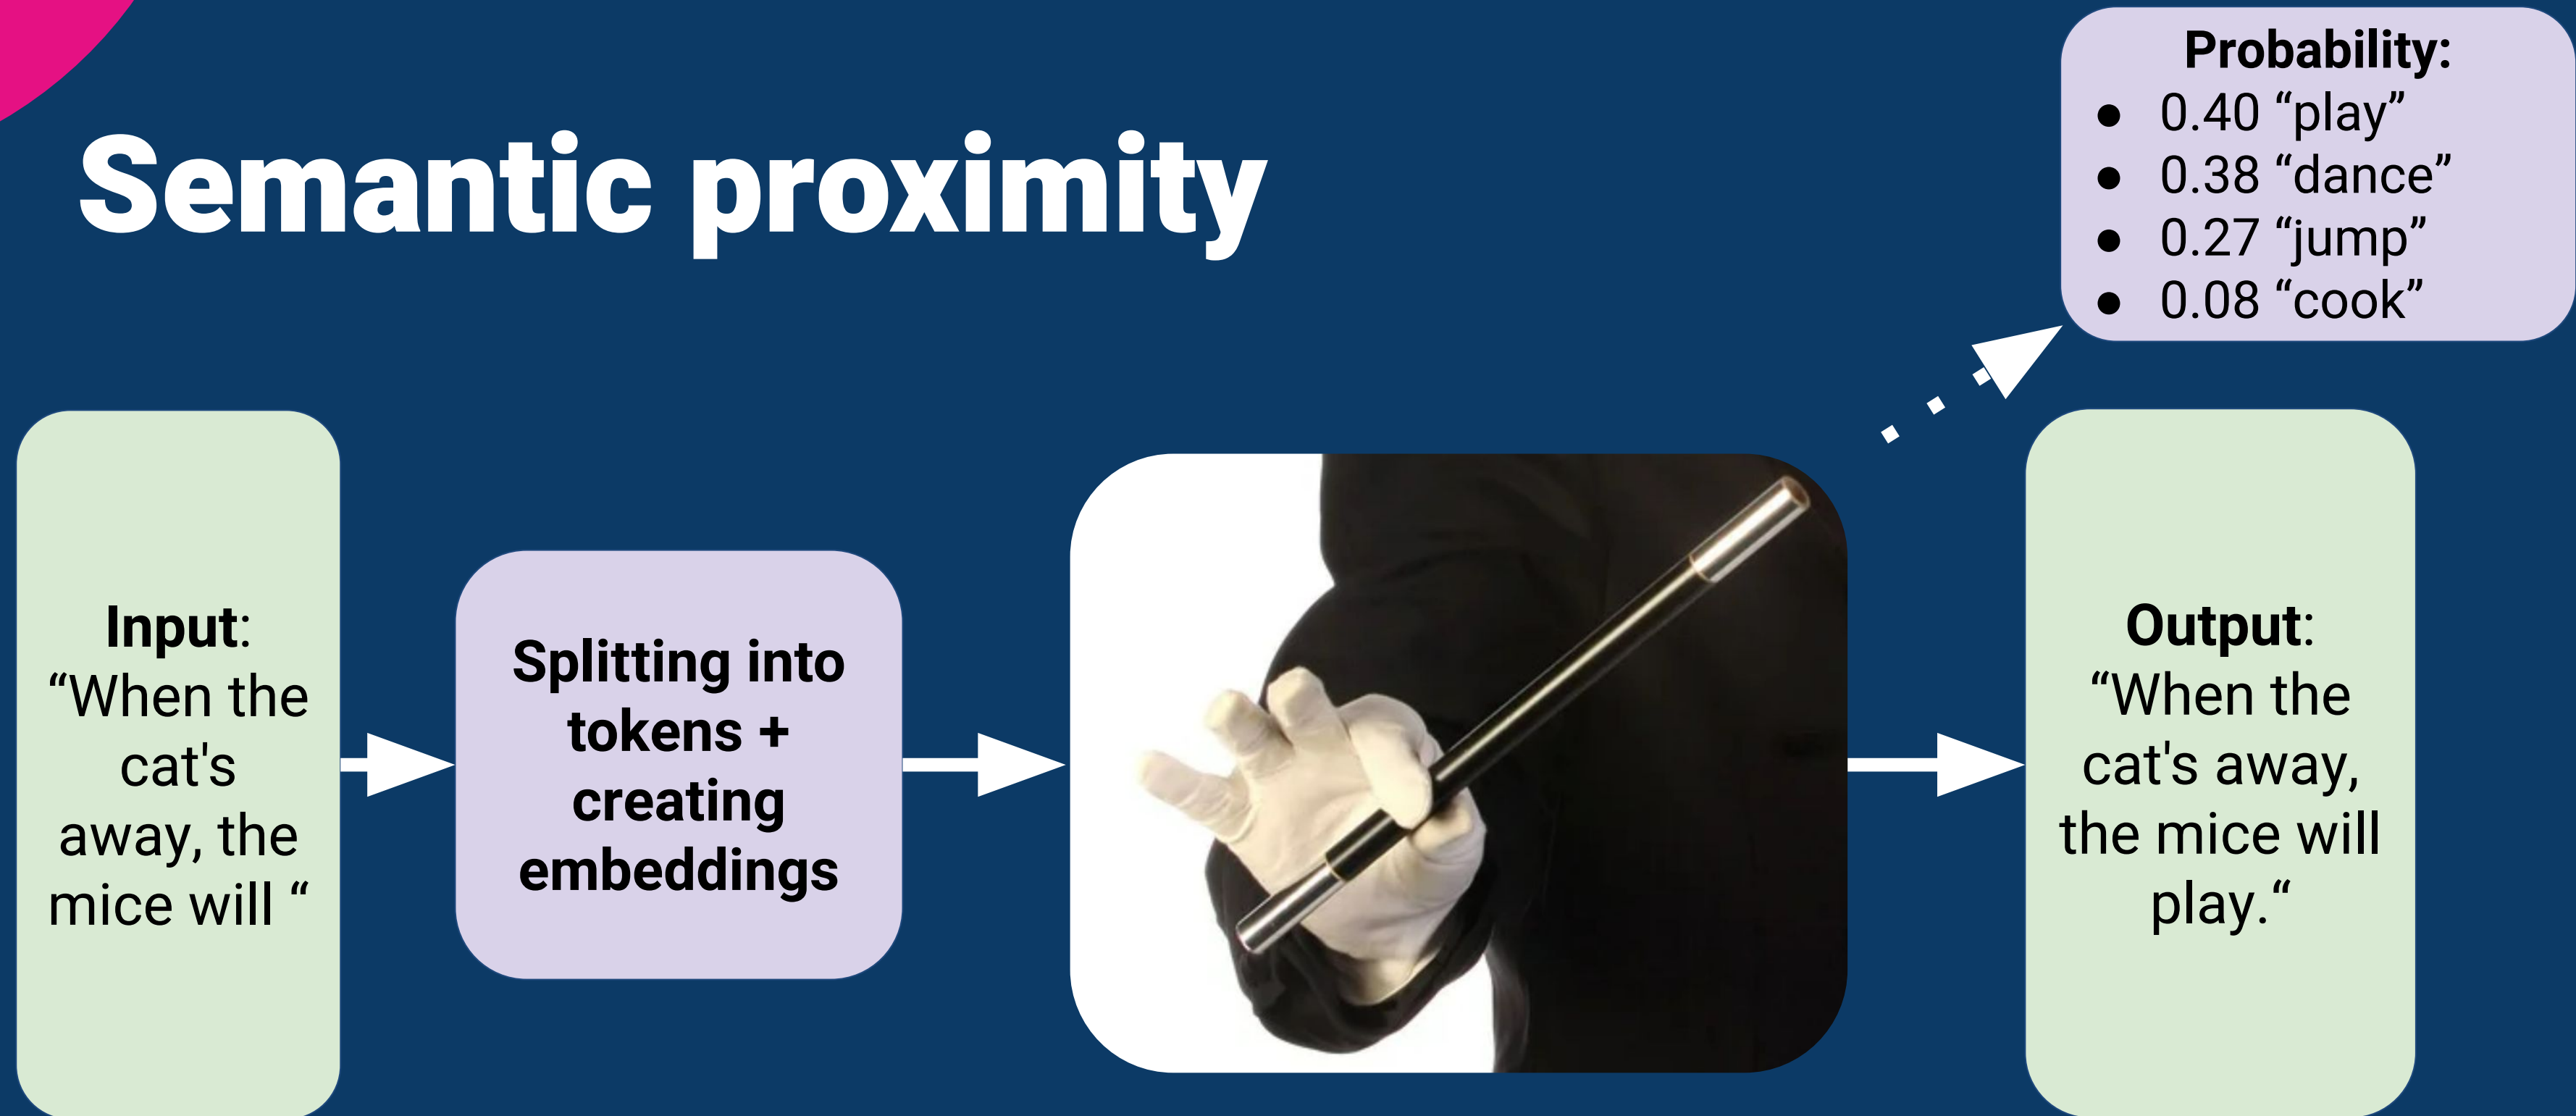 Semantic proximity
Probability:
● 0.40 “play”
● 0.38 “dance”
● 0.27 “jump”
● 0.08 “cook”
Input:
“When the
cat's
away, the
mice will “
Splitting into
tokens +
creating
embeddings
Output:
“When the
cat's away,
the mice will
play.“